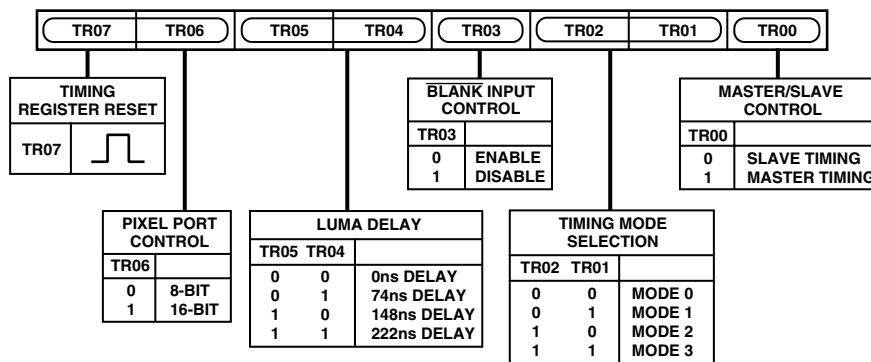 TR07 TR06 TR05 TR04 TR03 TR02 TR01 TR00
TIMING
REGISTER RESET
TR07
BLANK INPUT
CONTROL
TR03
0 ENABLE
1 DISABLE
MASTER/SLAVE
CONTROL
TR00
0 SLAVE TIMING
1 MASTER TIMING
PIXEL PORT
CONTROL
TR06
0 8-BIT
1 16-BIT
LUMA DELAY
TR05 TR04
0 0 0ns DELAY
0 1 74ns DELAY
1 0 148ns DELAY
1 1 222ns DELAY
TIMING MODE
SELECTION
TR02 TR01
0 0 MODE 0
0 1 MODE 1
1 0 MODE 2
1 1 MODE 3